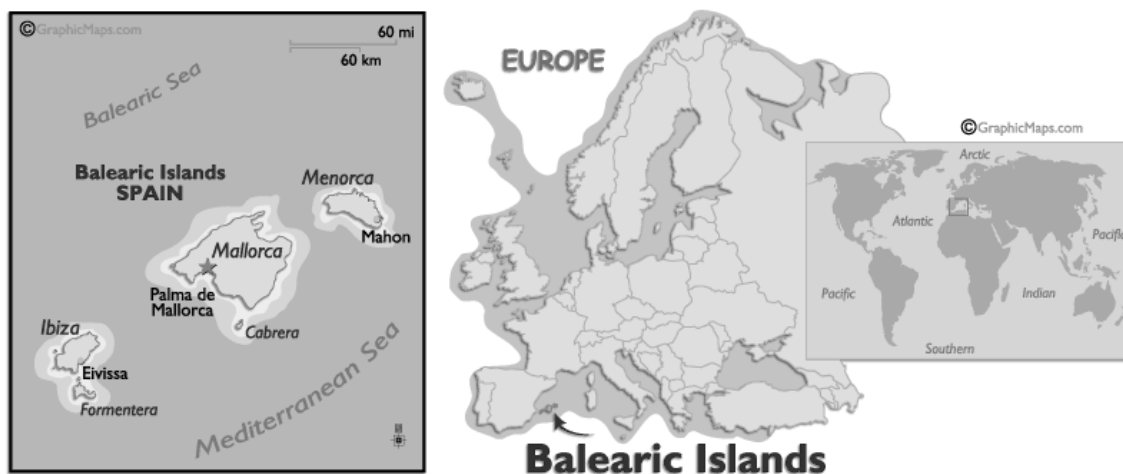 ©GraphicMaps.com
60 mi
60 km
Balearic Sea
Balearic Islands
SPAIN
Menorca
Mahon
Mallorca
Palma de
Mallorca
Cabrera
Ibiza
Eivissa
Formentera
Mediterranean Sea
EUROPE
Balearic Islands
©GraphicMaps.com
Arctic
Atlantic
Pacific
Pacific
Indian
Southern